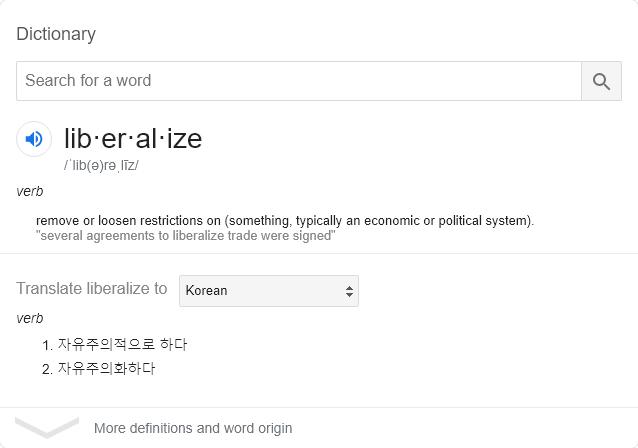 Dictionary
Search for a word
lib·er·al·ize
/ˈlib(ə)rəˌlīz/
verb
remove or loosen restrictions on (something, typically an economic or political system).
"several agreements to liberalize trade were signed"
Translate liberalize to Korean
verb
1. 자유주의적으로 하다
2. 자유주의화하다
More definitions and word origin